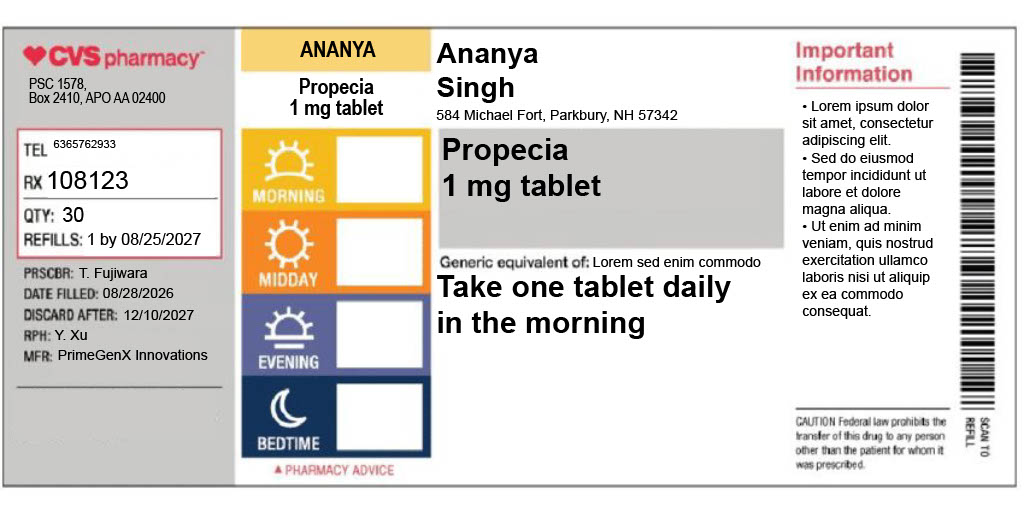 CVS pharmacy
PSC 1578,
Box 2410, APO AA 02400
TEL 6365762933
RX 108123
QTY: 30
REFILLS: 1 by 08/25/2027
PRSCBR: T. Fujiwara
DATE FILLED: 08/28/2026
DISCARD AFTER: 12/10/2027
RPH: Y. Xu
MFR: PrimeGenX Innovations
ANANYA
Propecia
1 mg tablet
MORNING
MIDDAY
EVENING
BEDTIME
▲ PHARMACY ADVICE
Ananya
Singh
584 Michael Fort, Parkbury, NH 57342
Propecia
1 mg tablet
Generic equivalent of: Lorem sed enim commodo
Take one tablet daily
in the morning
Important
Information
• Lorem ipsum dolor
sit amet, consectetur
adipiscing elit.
• Sed do eiusmod
tempor incididunt ut
labore et dolore
magna aliqua.
• Ut enim ad minim
veniam, quis nostrud
exercitation ullamco
laboris nisi ut aliquip
ex ea commodo
consequat.
CAUTION Federal law prohibits the
transfer of this drug to any person
other than the patient for whom it
was prescribed.
SCAN TO
REFILL